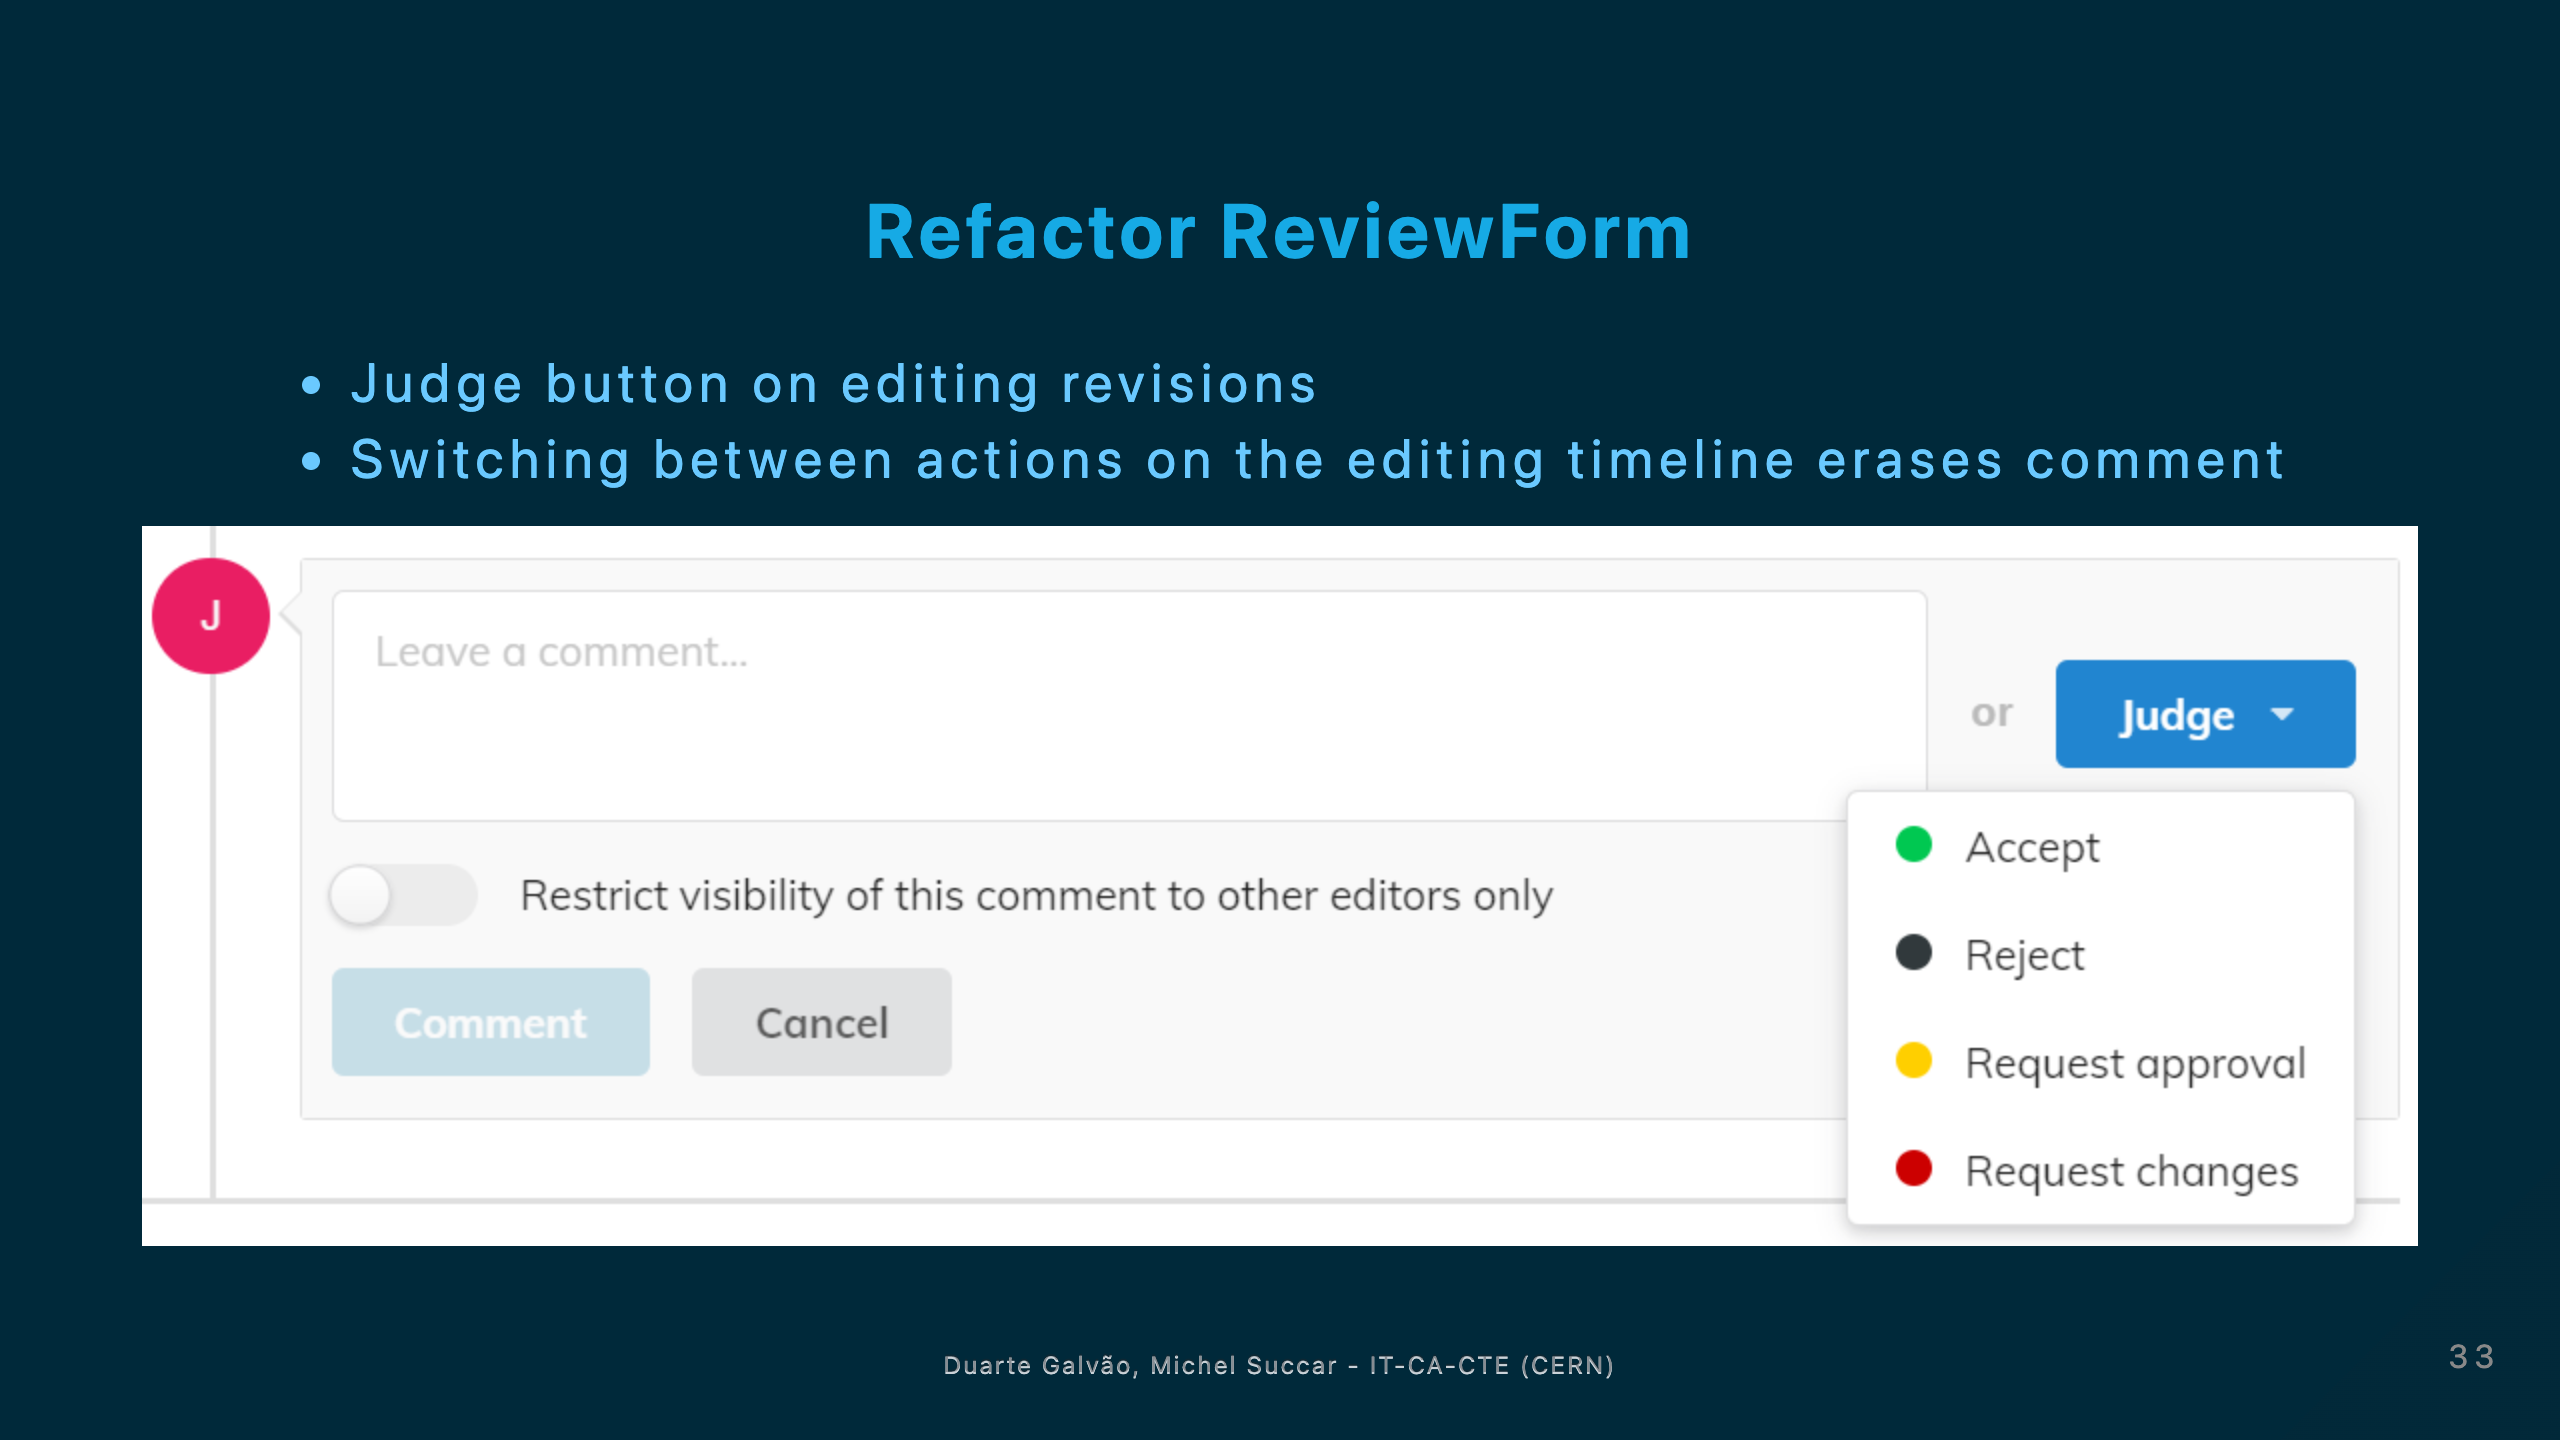 Refactor ReviewForm
• Judge button on editing revisions
• Switching between actions on the editing timeline erases comment
J
Leave a comment...
or
Judge
Accept
Restrict visibility of this comment to other editors only
Reject
Comment
Cancel
Request approval
Request changes
Duarte Galvão, Michel Succar - IT-CA-CTE (CERN)
33